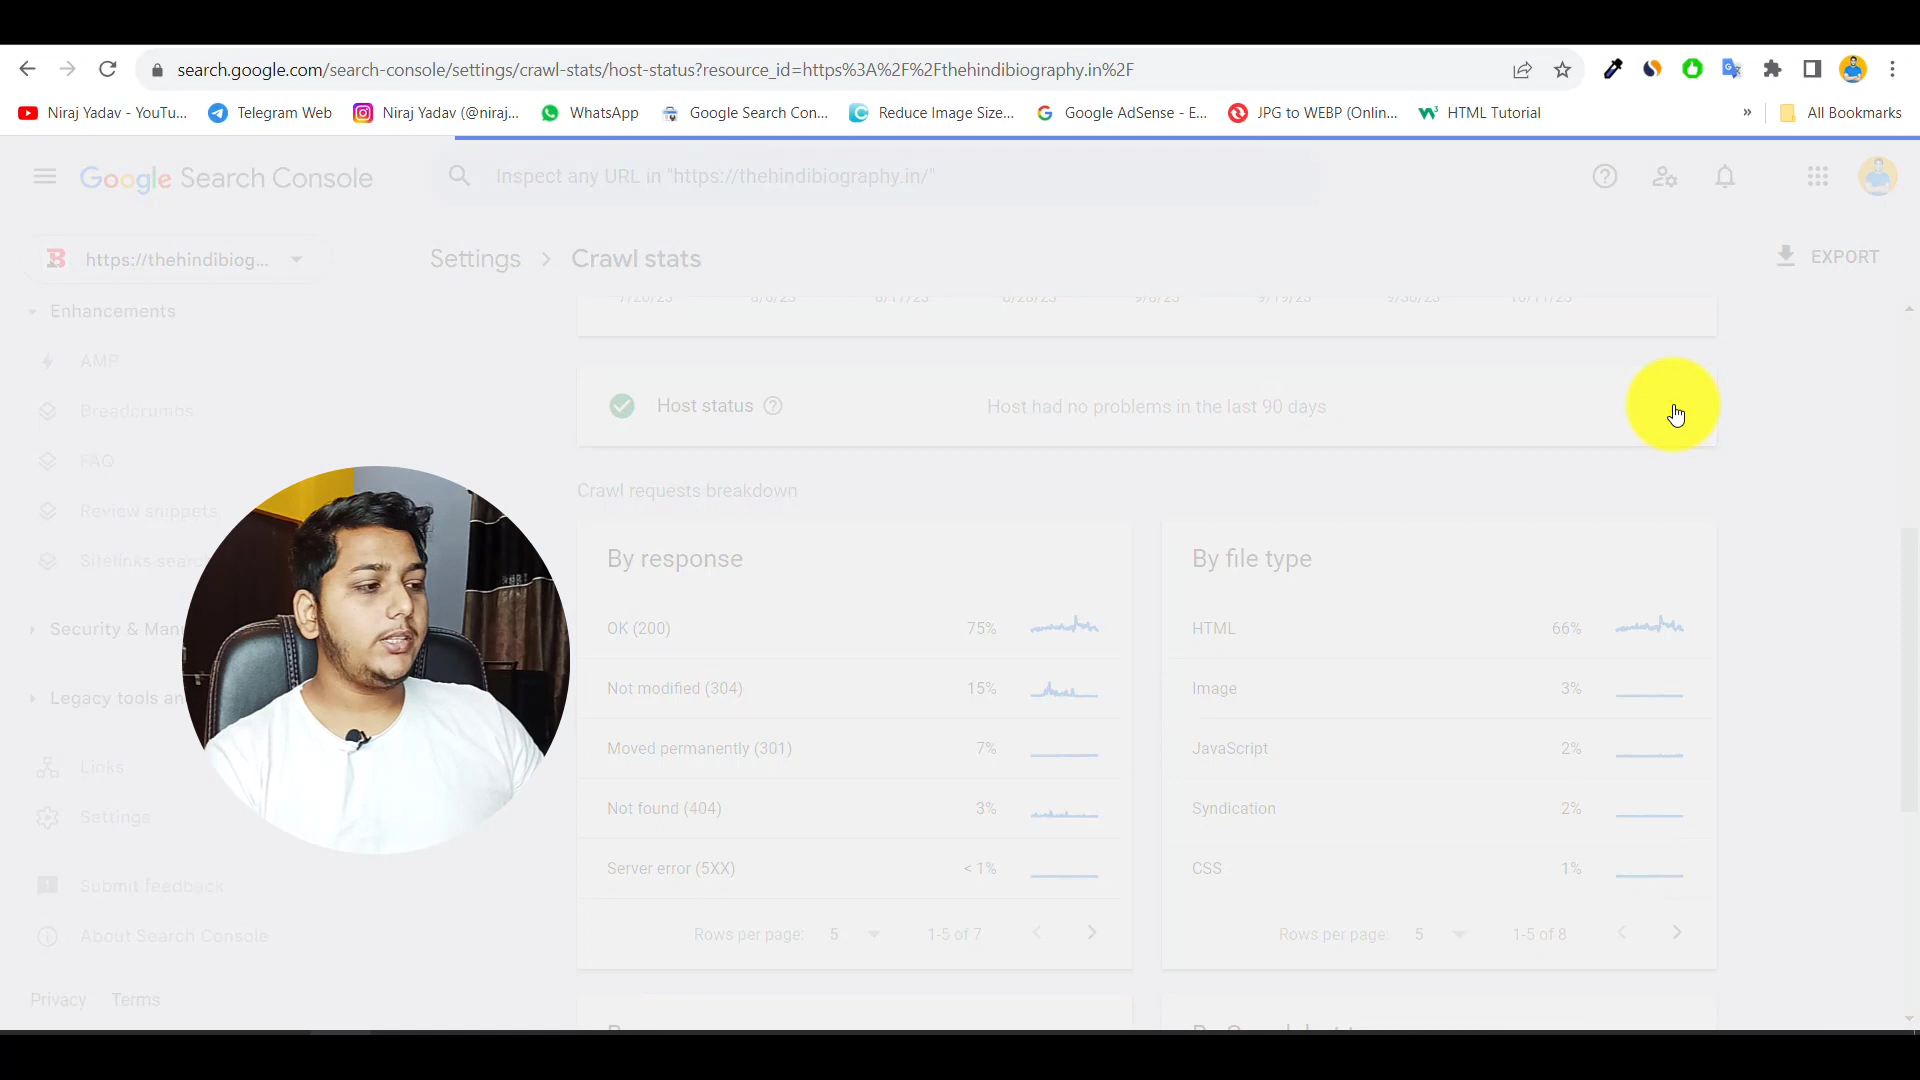 search.google.com/search-console/settings/crawl-stats/host-status?resource_id=https%3A%2F%2Fthehindibiography.in%2F
Niraj Yadav - YouTu... Telegram Web Niraj Yadav (@niraj... WhatsApp Google Search Con... Reduce Image Size... Google AdSense - E... JPG to WEBP (Onlin... HTML Tutorial » All Bookmarks
Google Search Console Inspect any URL in "https://thehindibiography.in/"
https://thehindibiog... Settings > Crawl stats EXPORT
Enhancements
AMP
Breadcrumbs
FAQ
Review snippets
Sitelinks searc
Security & Man
Legacy tools an
Links
Settings
Submit feedback
About Search Console
Privacy Terms
Host status Host had no problems in the last 90 days
Crawl requests breakdown
By response
OK (200) 75%
Not modified (304) 15%
Moved permanently (301) 7%
Not found (404) 3%
Server error (5XX) < 1%
Rows per page: 5 1-5 of 7
By file type
HTML 66%
Image 3%
JavaScript 2%
Syndication 2%
CSS 1%
Rows per page: 5 1-5 of 8